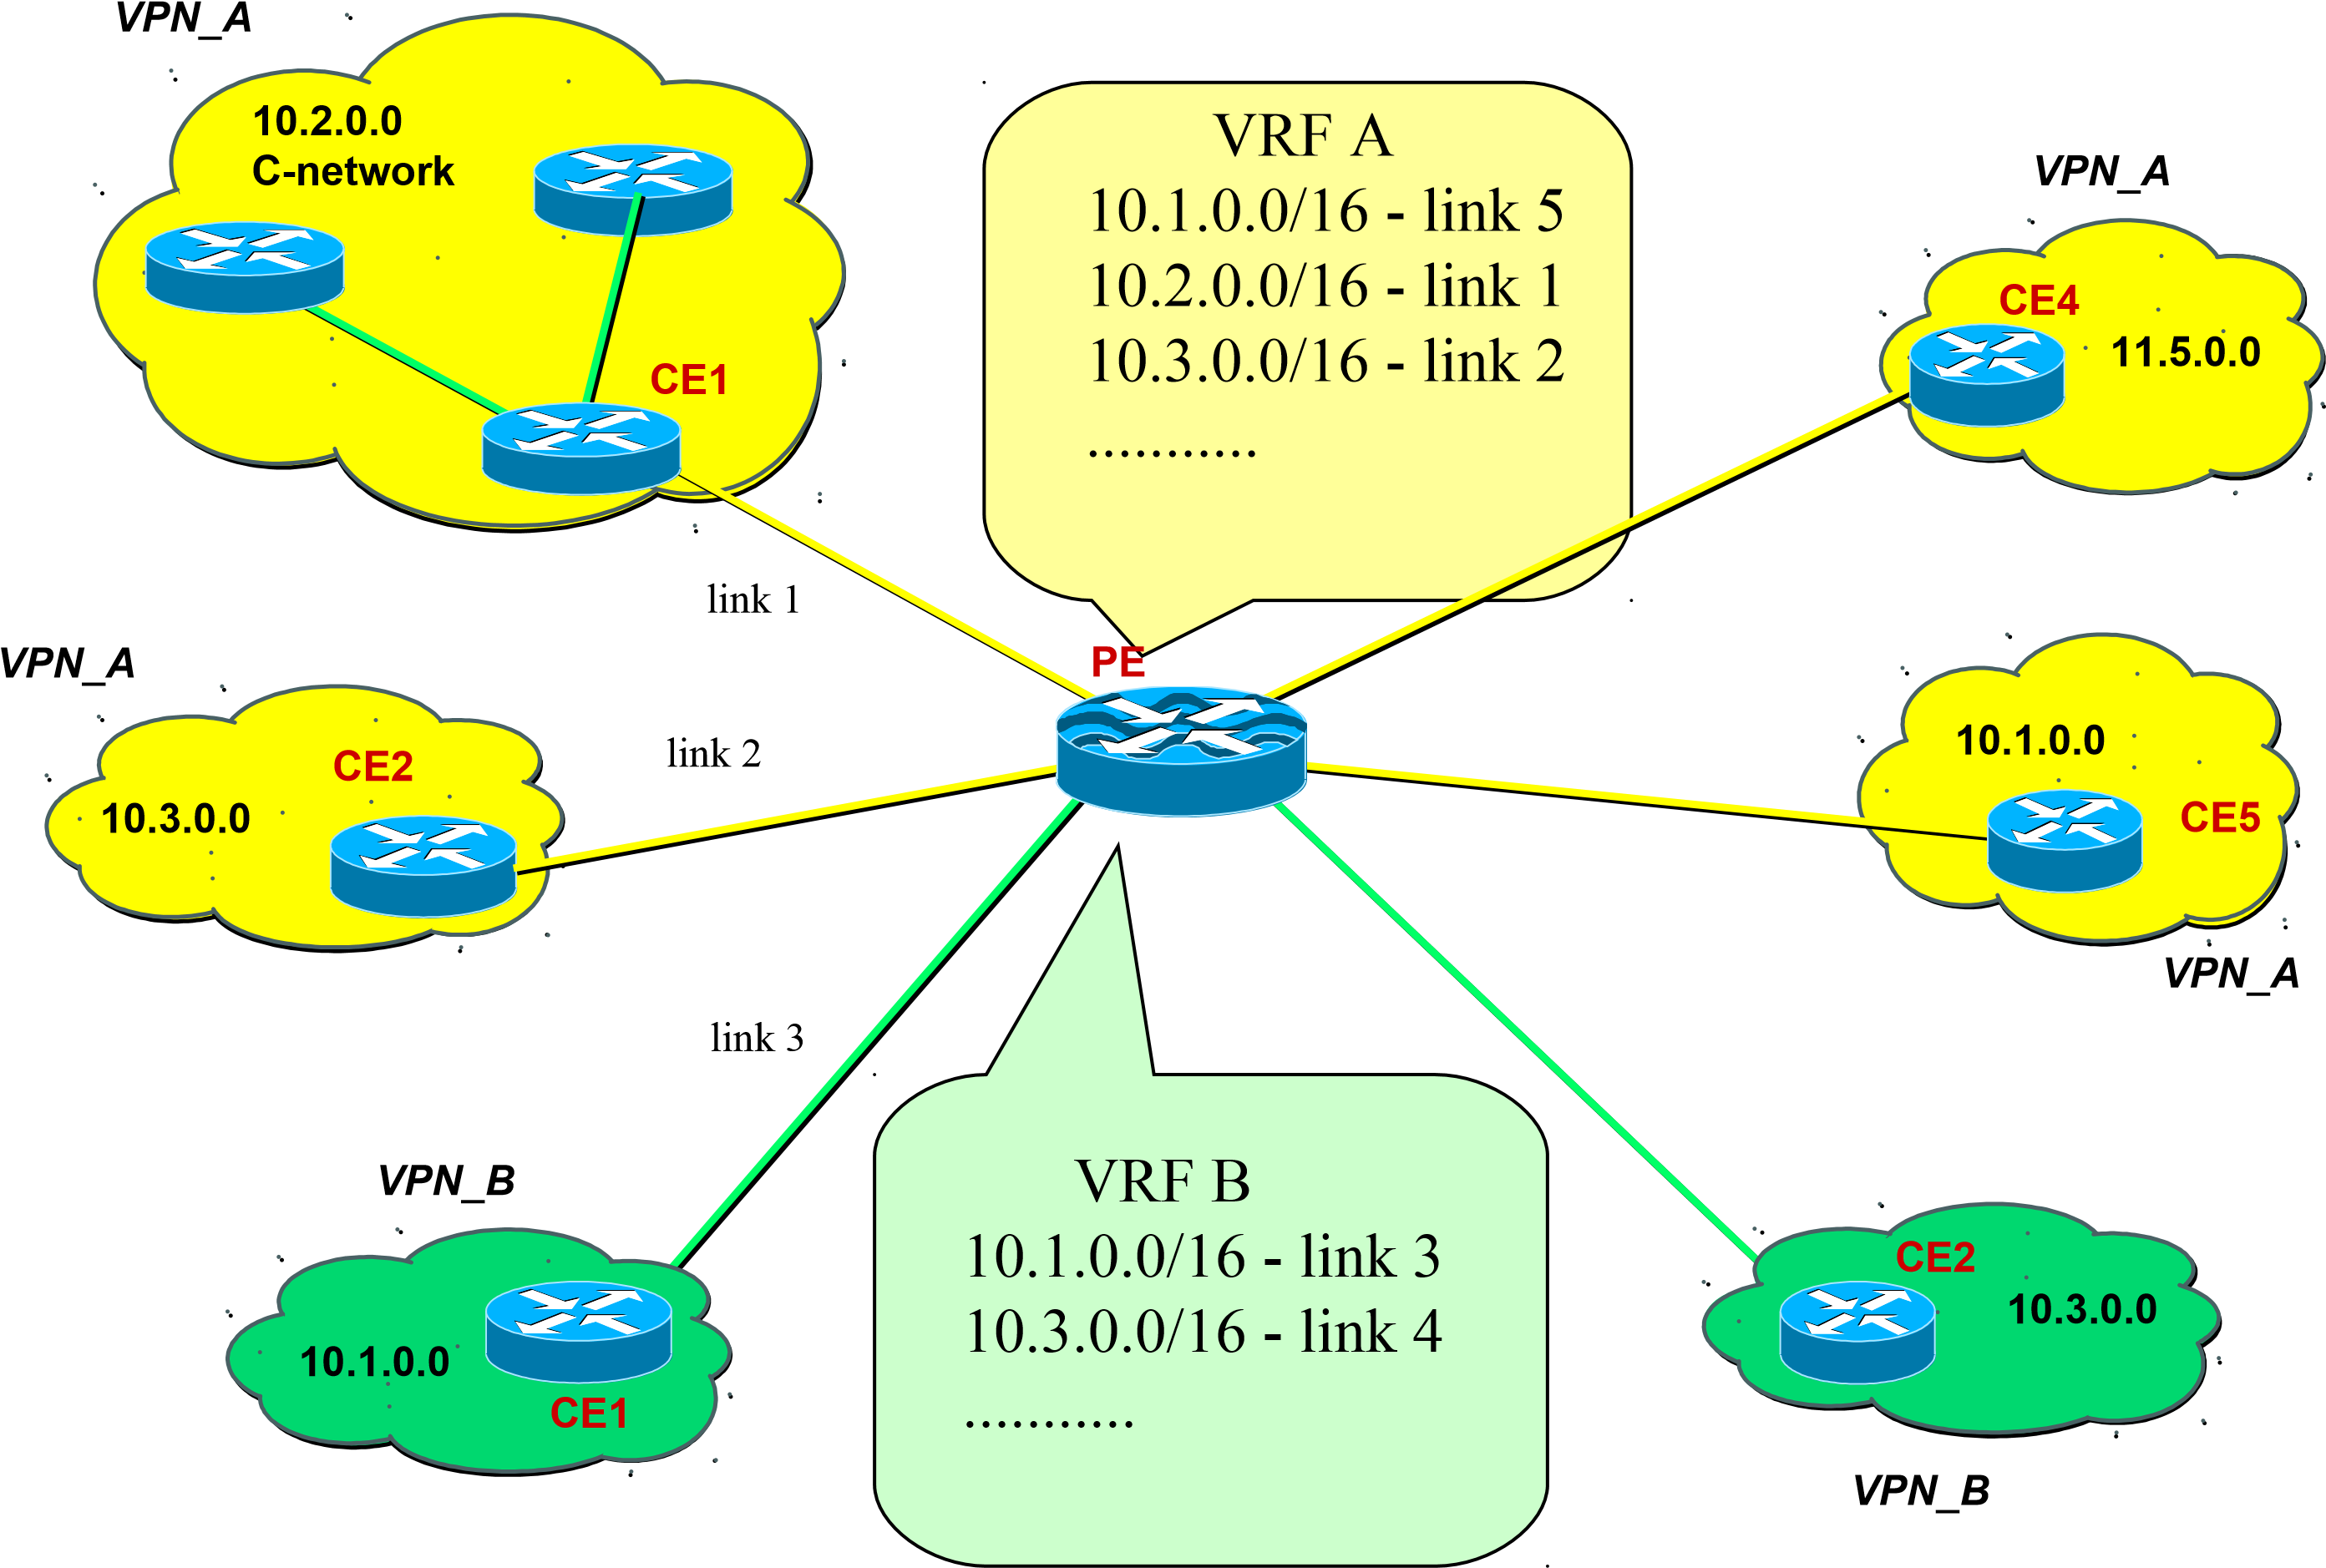 VPN_A
10.2.0.0
C-network
CE1
VRF A
10.1.0.0/16 - link 5
10.2.0.0/16 - link 1
10.3.0.0/16 - link 2
...........
VPN_A
CE4
11.5.0.0
link 1
PE
VPN_A
CE2
10.3.0.0
link 2
10.1.0.0
CE5
VPN_A
link 3
VPN_B
10.1.0.0
CE1
VRF B
10.1.0.0/16 - link 3
10.3.0.0/16 - link 4
...........
CE2
10.3.0.0
VPN_B